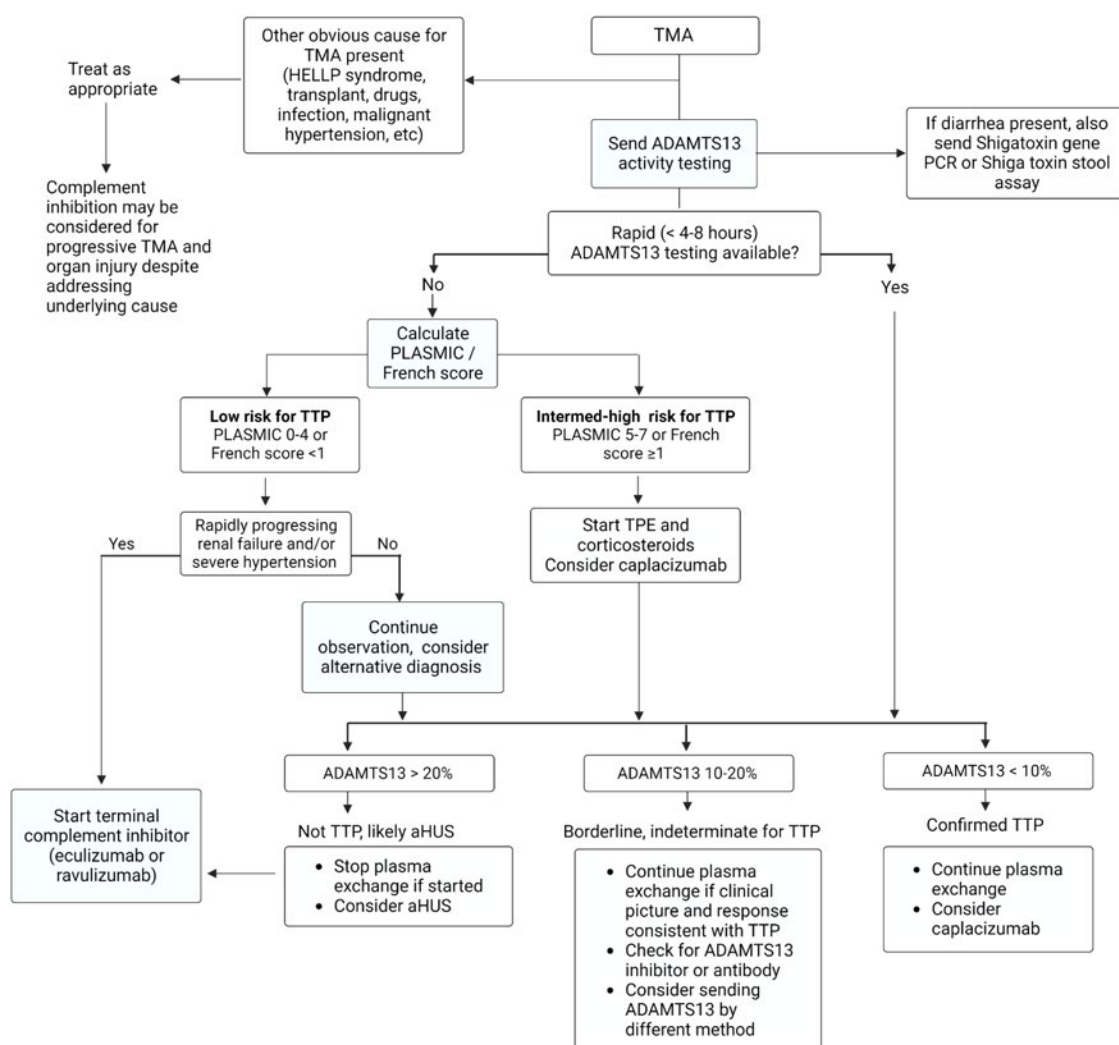 TMA
Other obvious cause for
TMA present
(HELLP syndrome,
transplant, drugs,
infection, malignant
hypertension, etc)
Treat as
appropriate
Complement
inhibition may be
considered for
progressive TMA and
organ injury despite
addressing
underlying cause
Send ADAMTS13
activity testing
If diarrhea present, also
send Shigatoxin gene
PCR or Shiga toxin stool
assay
Rapid (< 4-8 hours)
ADAMTS13 testing available?
No
Yes
Calculate
PLASMIC /
French score
Low risk for TTP
PLASMIC 0-4 or
French score <1
Intermed-high risk for TTP
PLASMIC 5-7 or French
score ≥1
Yes
Rapidly progressing
renal failure and/or
severe hypertension
No
Start TPE and
corticosteroids
Consider caplacizumab
Continue
observation, consider
alternative diagnosis
ADAMTS13 > 20%
ADAMTS13 10-20%
ADAMTS13 < 10%
Start terminal
complement inhibitor
(eculizumab or
ravulizumab)
Not TTP, likely aHUS
• Stop plasma
exchange if started
• Consider aHUS
Borderline, indeterminate for TTP
• Continue plasma
exchange if clinical
picture and response
consistent with TTP
• Check for ADAMTS13
inhibitor or antibody
• Consider sending
ADAMTS13 by
different method
Confirmed TTP
• Continue plasma
exchange
• Consider
caplacizumab